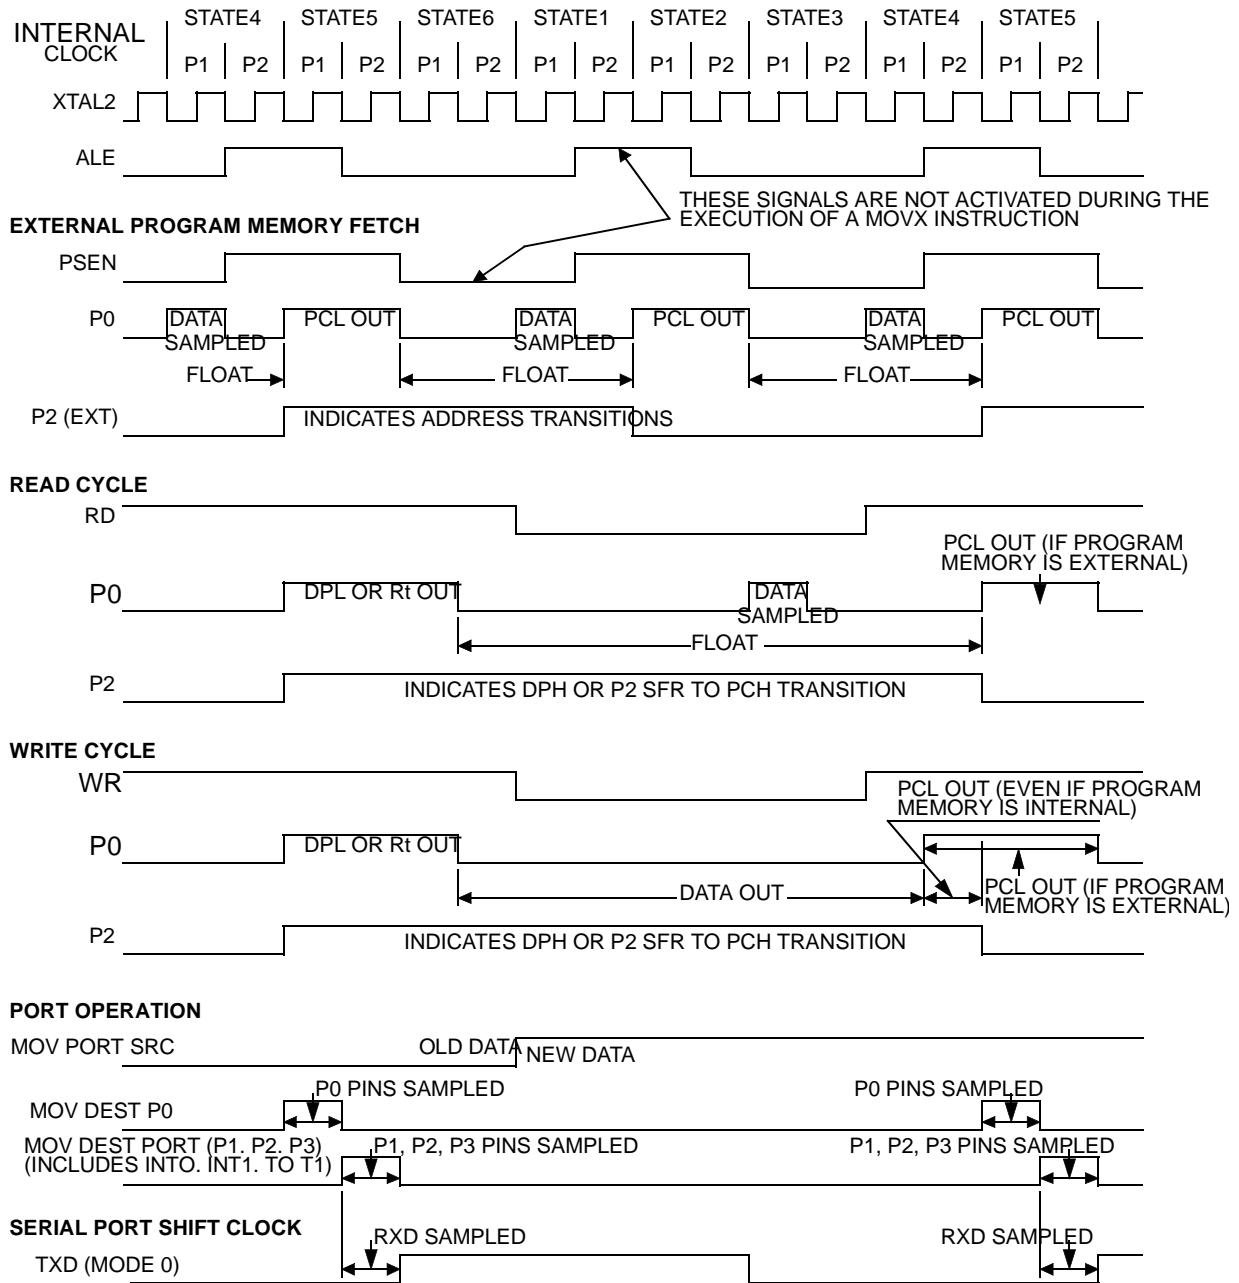 INTERNAL CLOCK
STATE4 STATE5 STATE6 STATE1 STATE2 STATE3 STATE4 STATE5
P1 P2 P1 P2 P1 P2 P1 P2 P1 P2 P1 P2 P1 P2 P1 P2
XTAL2
ALE
THESE SIGNALS ARE NOT ACTIVATED DURING THE
EXECUTION OF A MOVX INSTRUCTION
EXTERNAL PROGRAM MEMORY FETCH
PSEN
P0
DATA SAMPLED
PCL OUT
DATA SAMPLED
PCL OUT
DATA SAMPLED
PCL OUT
FLOAT FLOAT FLOAT
P2 (EXT)
INDICATES ADDRESS TRANSITIONS
READ CYCLE
RD
PCL OUT (IF PROGRAM
MEMORY IS EXTERNAL)
P0
DPL OR Rt OUT
DATA
SAMPLED
FLOAT
P2
INDICATES DPH OR P2 SFR TO PCH TRANSITION
WRITE CYCLE
WR
PCL OUT (EVEN IF PROGRAM
MEMORY IS INTERNAL)
P0
DPL OR Rt OUT
DATA OUT
PCL OUT (IF PROGRAM
MEMORY IS EXTERNAL)
P2
INDICATES DPH OR P2 SFR TO PCH TRANSITION
PORT OPERATION
MOV PORT SRC
OLD DATA NEW DATA
P0 PINS SAMPLED P0 PINS SAMPLED
MOV DEST P0
MOV DEST PORT (P1. P2. P3)
(INCLUDES INTO. INT1. TO T1)
P1, P2, P3 PINS SAMPLED P1, P2, P3 PINS SAMPLED
SERIAL PORT SHIFT CLOCK
RXD SAMPLED RXD SAMPLED
TXD (MODE 0)